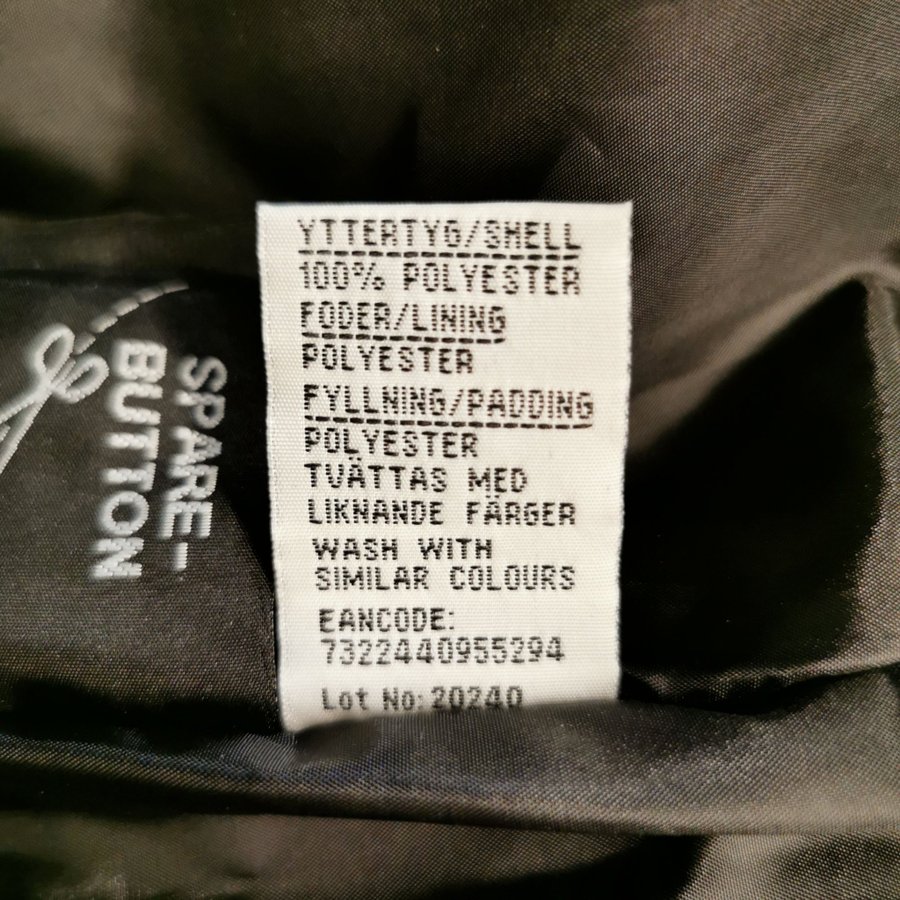 YTTERTYG/SHELL
100% POLYESTER
FODER/LINING
POLYESTER
FYLLNING/PADDING
POLYESTER
TVÄTTAS MED
LIKNANDE FÄRGER
WASH WITH
SIMILAR COLOURS
EANCODE:
7322440955294
Lot No: 20240
SPARE-
BUTTON